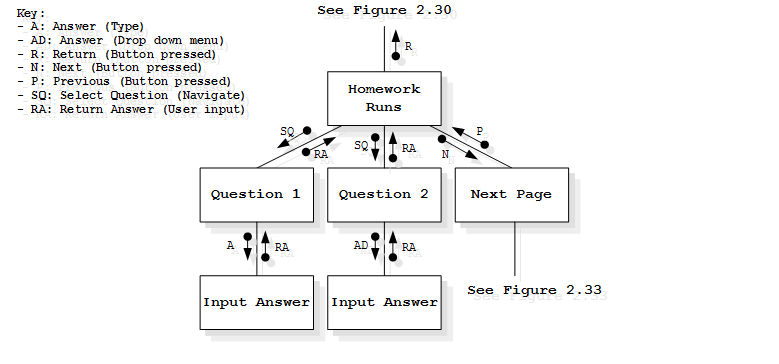 See Figure 2.30
Key:
- A: Answer (Type)
- AD: Answer (Drop down menu)
- R: Return (Button pressed)
- N: Next (Button pressed)
- P: Previous (Button pressed)
- SQ: Select Question (Navigate)
- RA: Return Answer (User input)
R
Homework
Runs
SQ
RA
SQ
RA
N
P
Question 1
Question 2
Next Page
A
RA
AD
RA
Input Answer
Input Answer
See Figure 2.33